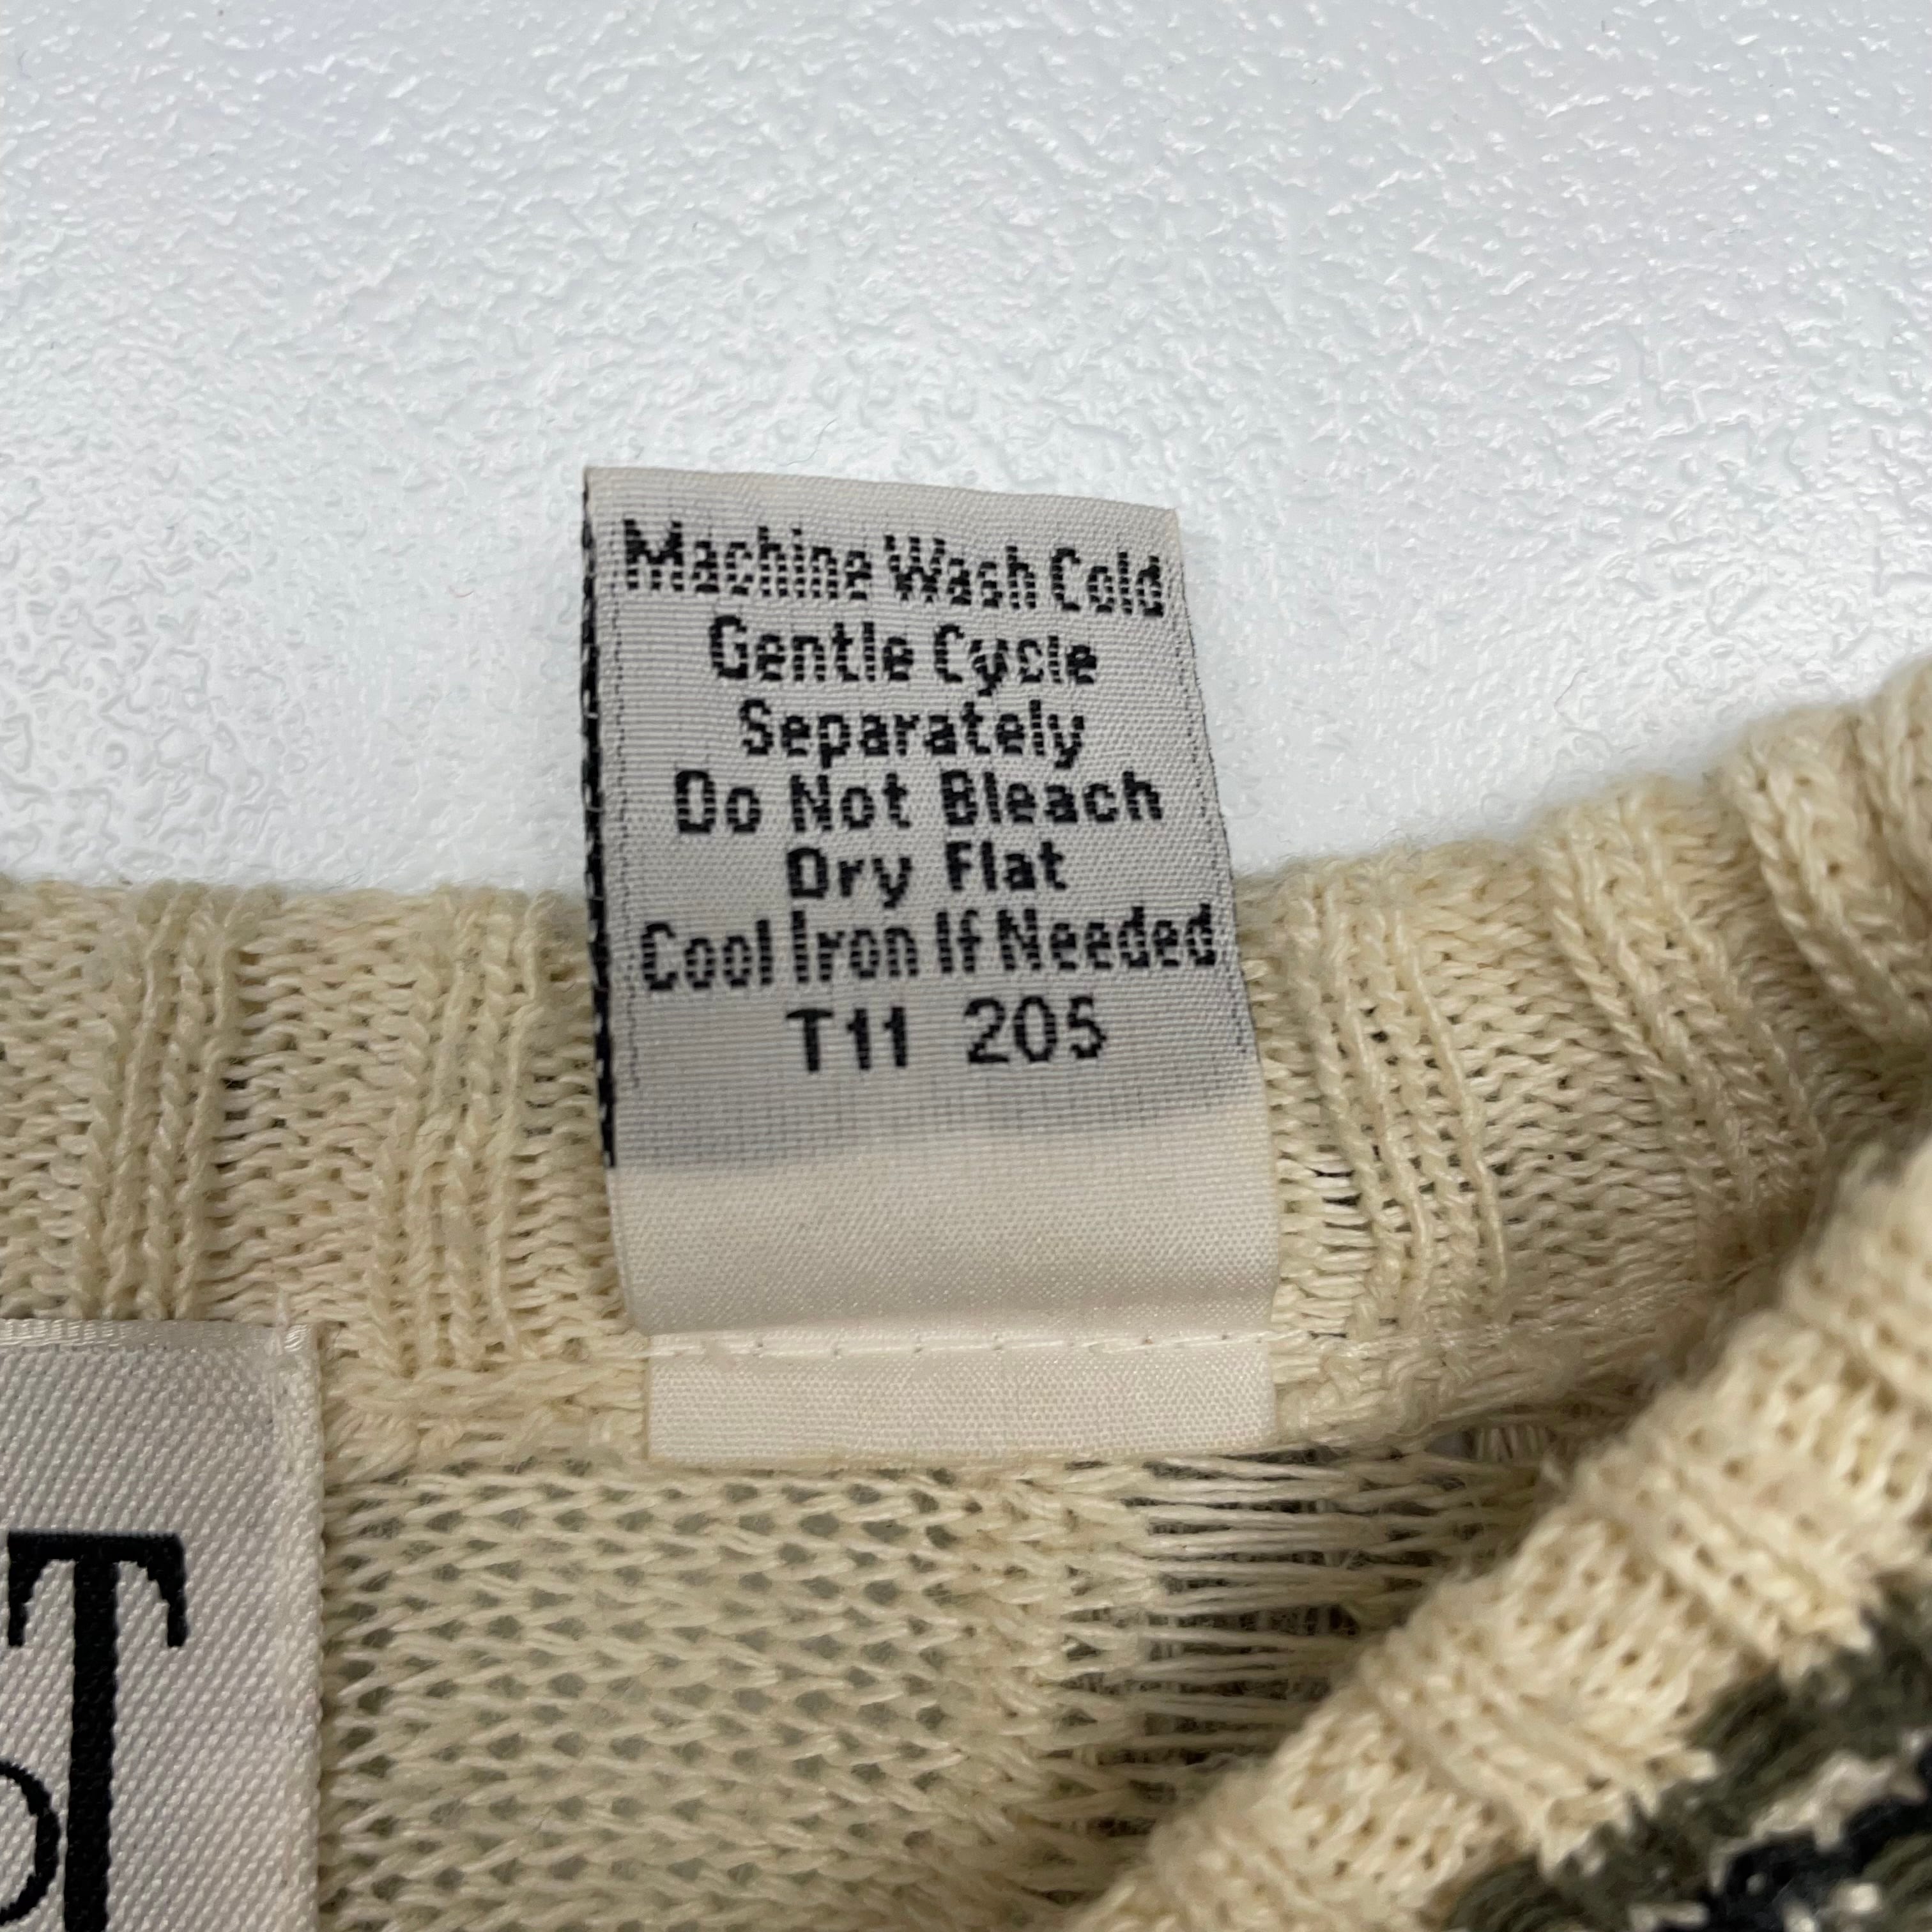 Machine Wash Cold
Gentle Cycle
Separately
Do Not Bleach
Dry Flat
Cool Iron If Needed
T11 205
T